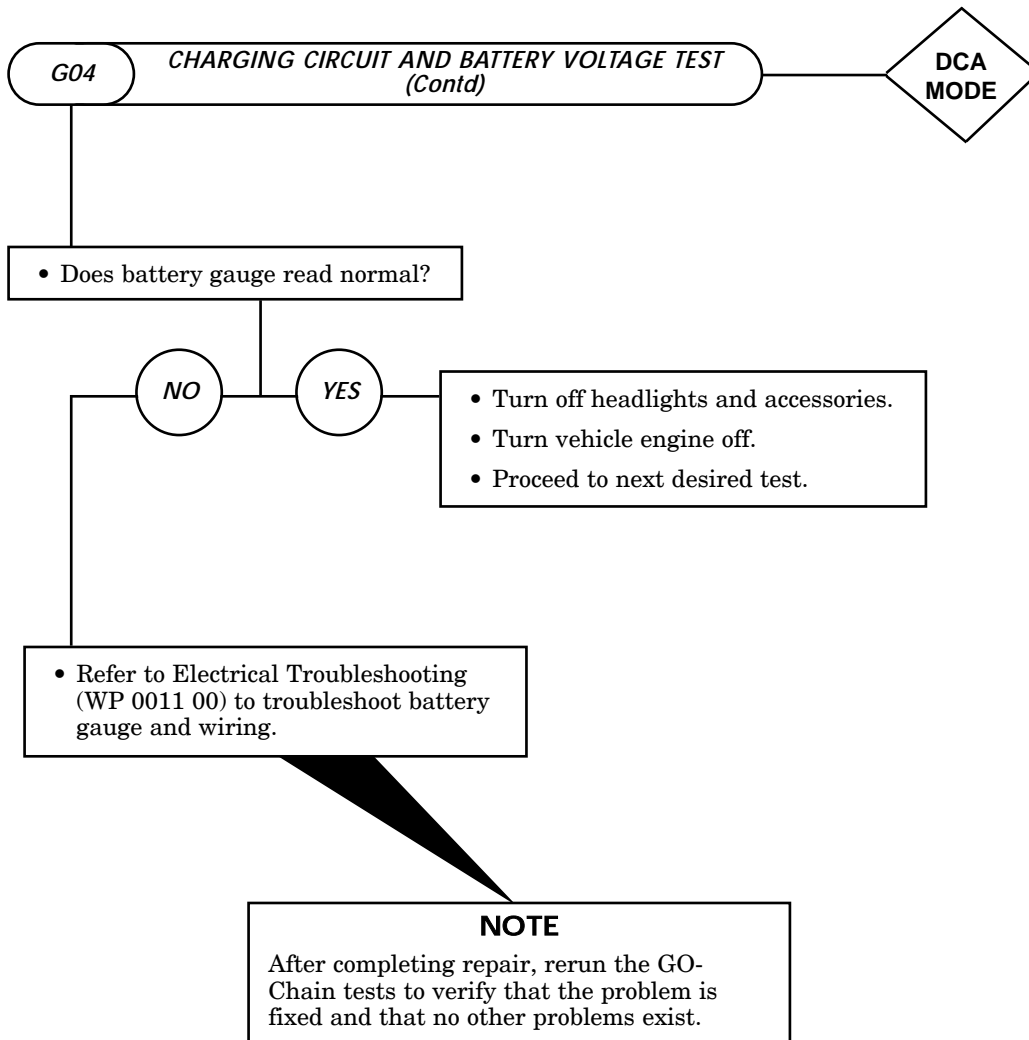 G04
CHARGING CIRCUIT AND BATTERY VOLTAGE TEST
(Contd)
DCA
MODE
• Does battery gauge read normal?
NO
YES
• Turn off headlights and accessories.
• Turn vehicle engine off.
• Proceed to next desired test.
• Refer to Electrical Troubleshooting
(WP 0011 00) to troubleshoot battery
gauge and wiring.
NOTE
After completing repair, rerun the GO-
Chain tests to verify that the problem is
fixed and that no other problems exist.